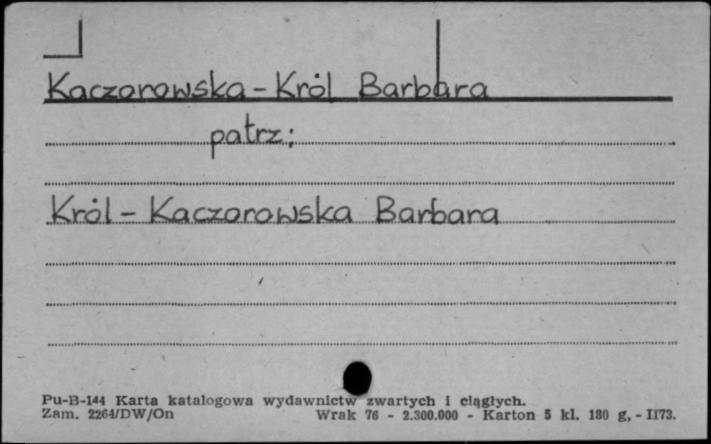 Kaczorowska-Król Barbara
patrz:
Król-Kaczorowska Barbara
Pu-B-144 Karta katalogowa wydawnictw zwartych i ciągłych.
Zam. 2264/DW/On Wrak 76 - 2.300.000 - Karton 5 kl. 180 g, - II73.